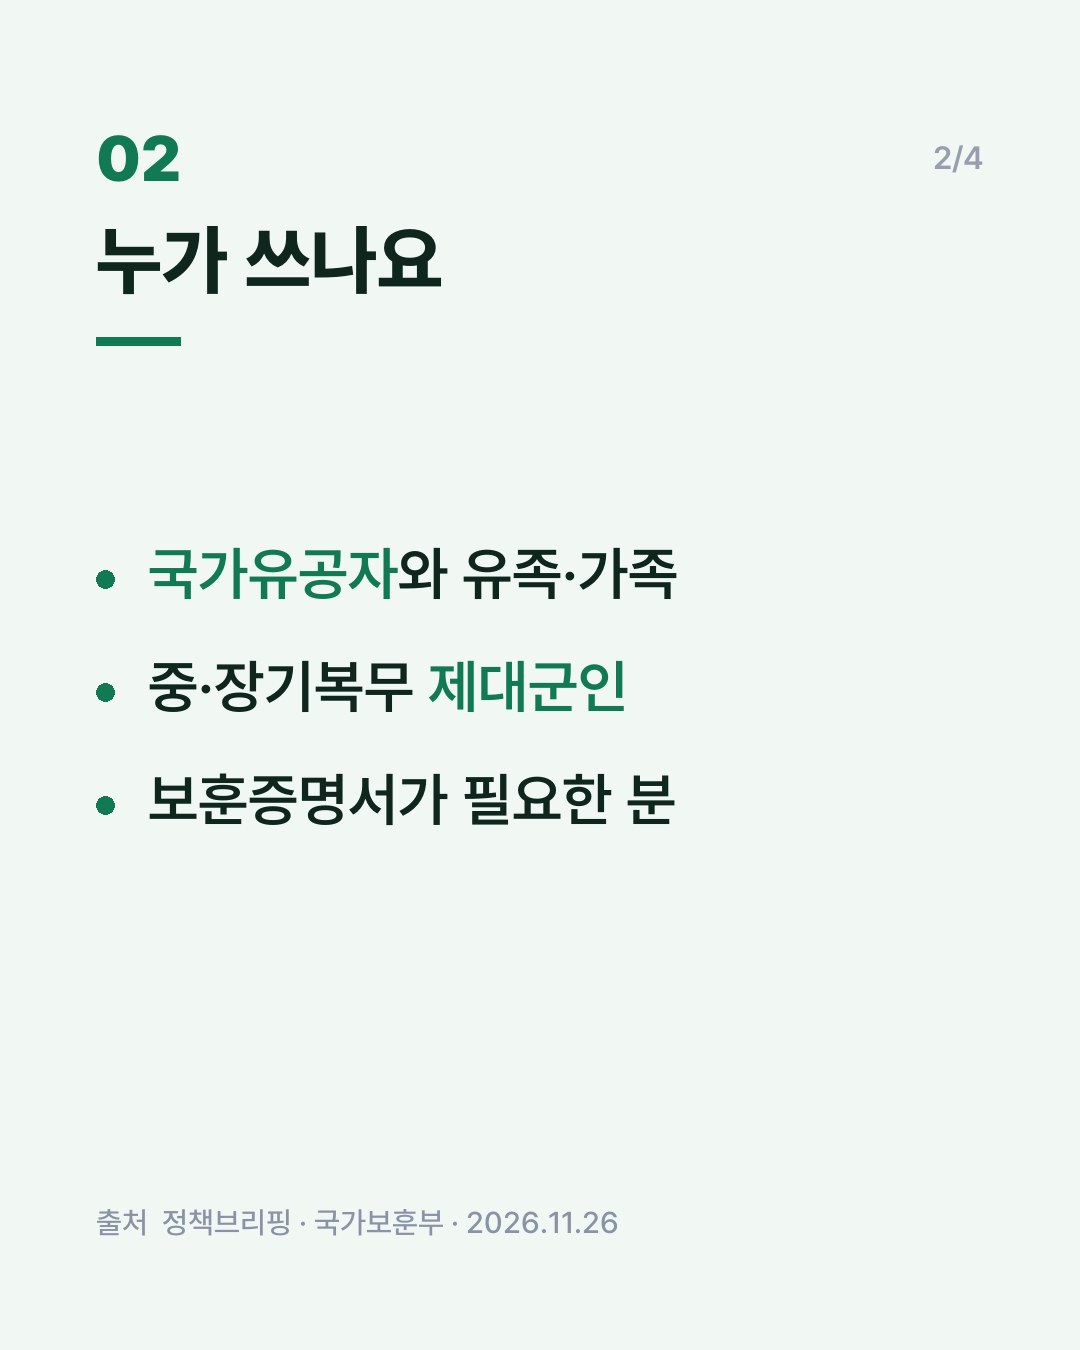 02
2/4
누가 쓰나요
국가유공자와 유족·가족
중·장기복무 제대군인
보훈증명서가 필요한 분
출처 정책브리핑 · 국가보훈부 · 2026.11.26